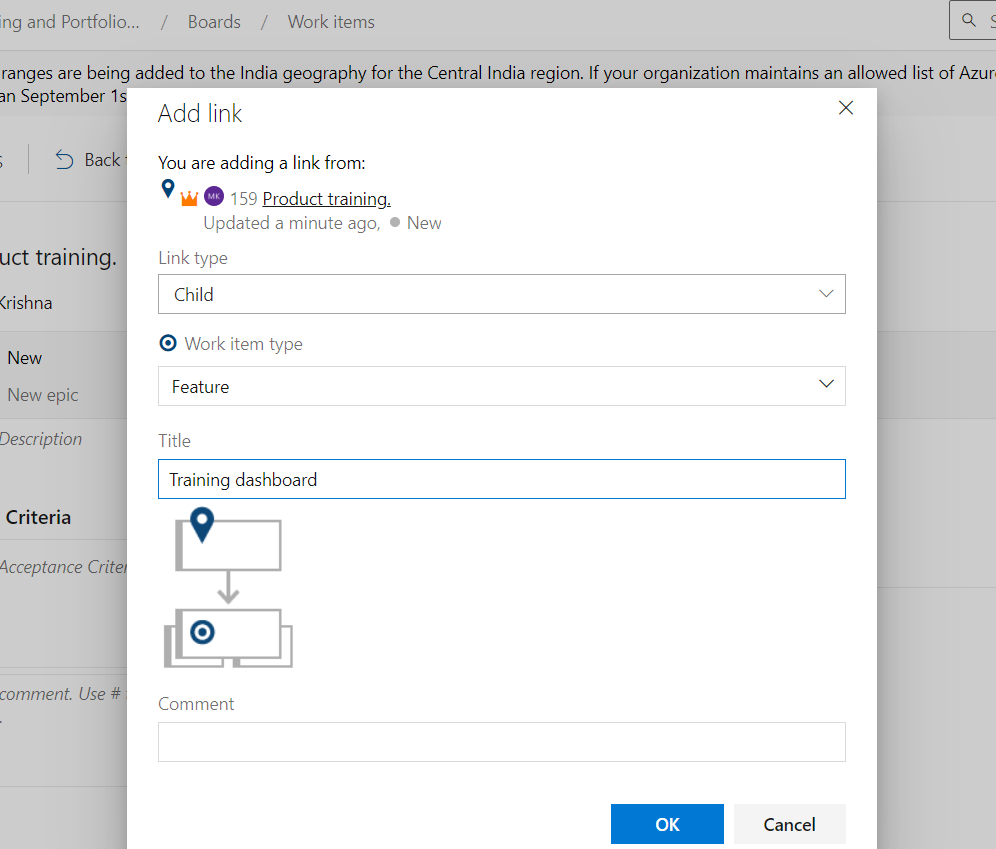 ing and Portfolio... / Boards / Work items
S
ranges are being added to the India geography for the Central India region. If your organization maintains an allowed list of Azur
an September 1s
Add link
Back
You are adding a link from:
MK 159 Product training.
Updated a minute ago, New
uct training.
Link type
Child
Krishna
Work item type
New
Feature
New epic
Description
Title
Training dashboard
Criteria
Acceptance Criter
comment. Use #
Comment
OK Cancel